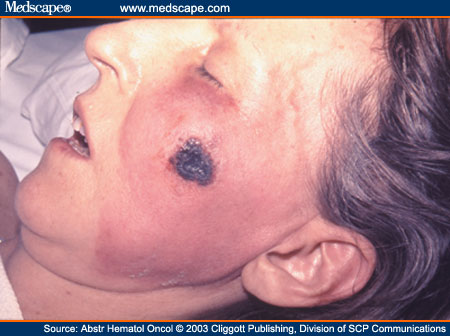 Medscape® www.medscape.com
Source: Abstr Hematol Oncol © 2003 Cliggott Publishing, Division of SCP Communications